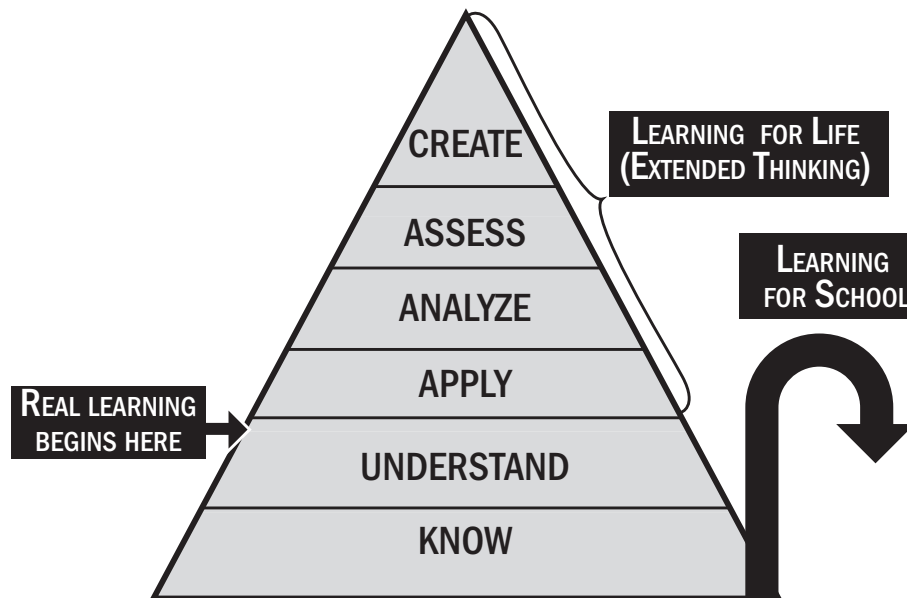 CREATE
LEARNING FOR LIFE
(EXTENDED THINKING)
ASSESS
LEARNING
FOR SCHOOL
ANALYZE
APPLY
REAL LEARNING
BEGINS HERE
UNDERSTAND
KNOW